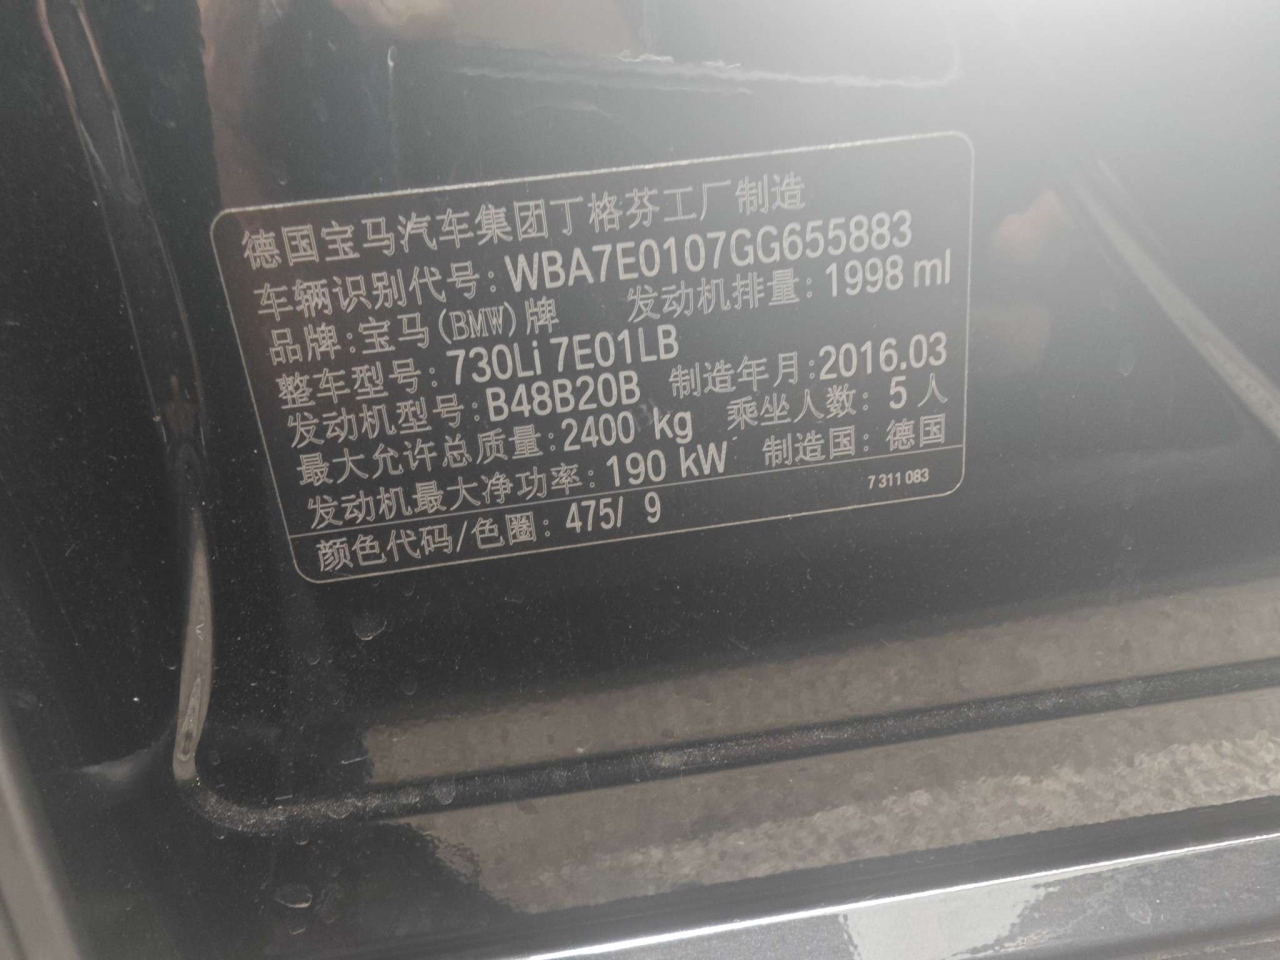 德国宝马汽车集团丁格芬工厂制造
车辆识别代号: WBA7E0107GG655883
品牌:宝马(BMW)牌 发动机排量: 1998 ml
整车型号: 730Li 7E01LB
发动机型号: B48B20B 制造年月:2016.03
最大允许总质量:2400 kg 乘坐人数: 5 人
发动机最大净功率: 190 kW 制造国: 德国
颜色代码/色圈: 475/ 9
7 311 083